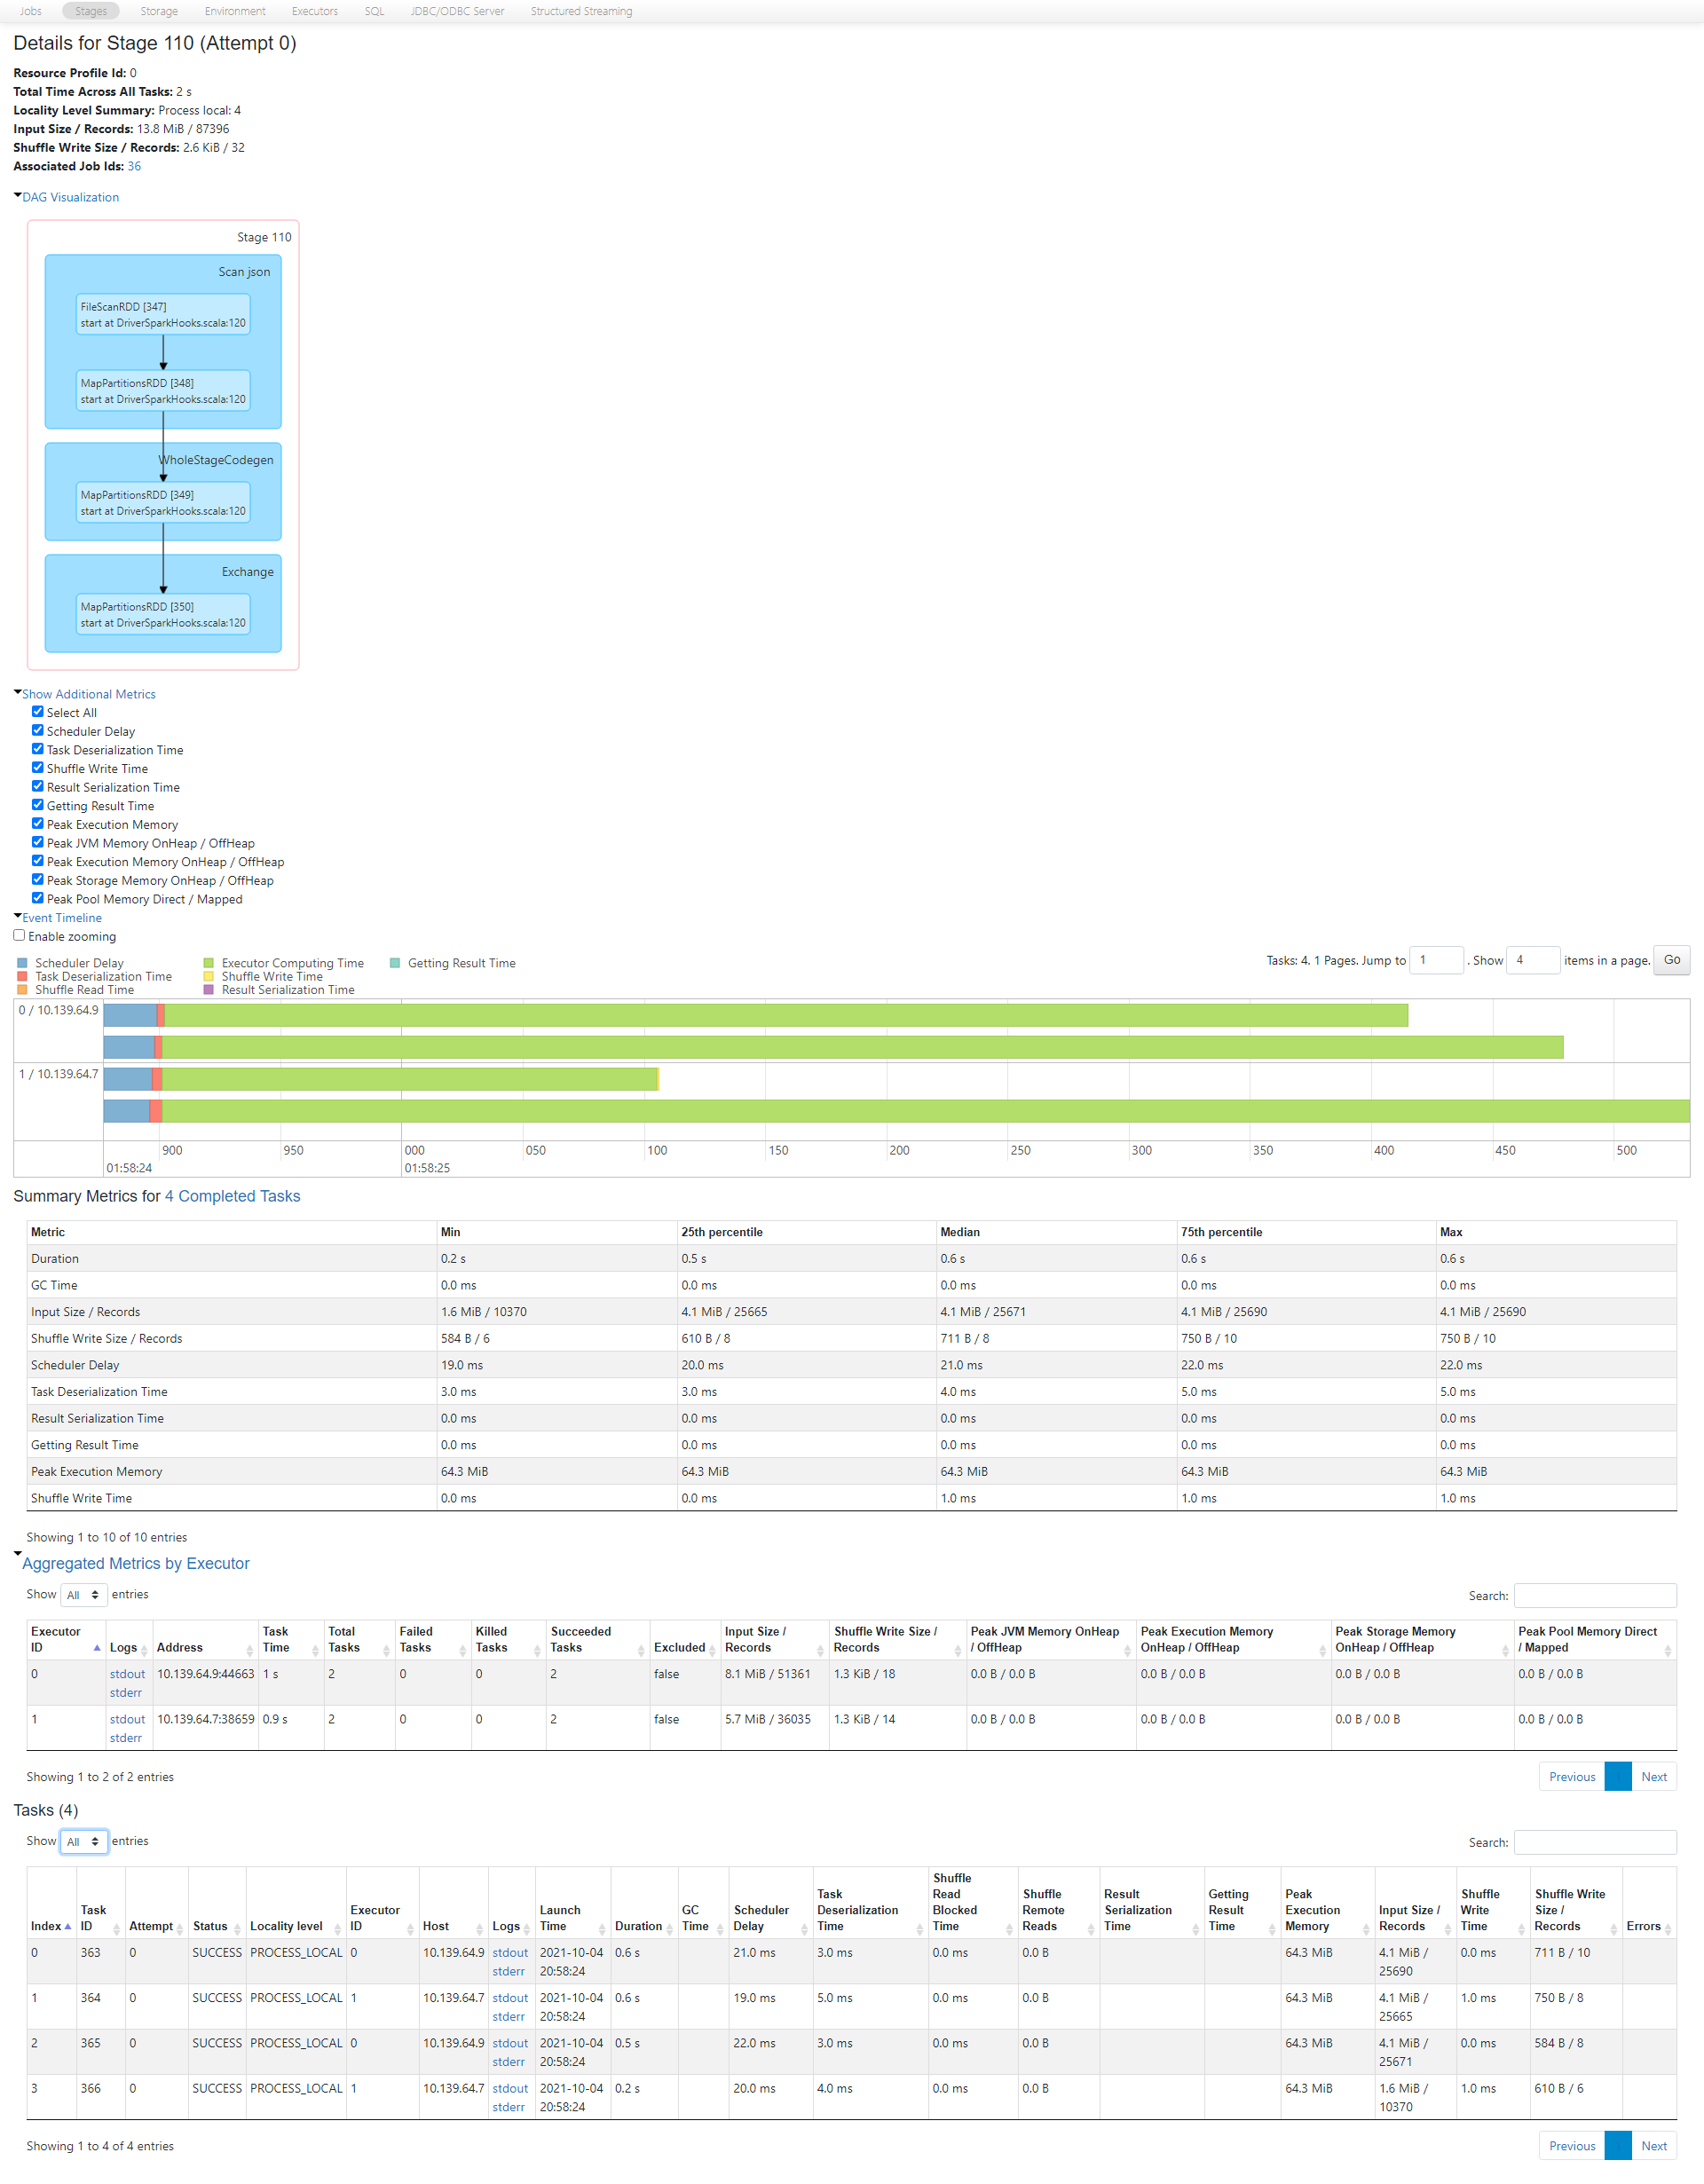 Jobs Stages Storage Environment Executors SQL JDBC/ODBC Server Structured Streaming
Details for Stage 110 (Attempt 0)
Resource Profile Id: 0
Total Time Across All Tasks: 2 s
Locality Level Summary: Process local: 4
Input Size / Records: 13.8 MiB / 87396
Shuffle Write Size / Records: 2.6 KiB / 32
Associated Job Ids: 36
DAG Visualization
Stage 110
Scan json
FileScanRDD [347]
start at DriverSparkHooks.scala:120
MapPartitionsRDD [348]
start at DriverSparkHooks.scala:120
WholeStageCodegen
MapPartitionsRDD [349]
start at DriverSparkHooks.scala:120
Exchange
MapPartitionsRDD [350]
start at DriverSparkHooks.scala:120
Show Additional Metrics
Select All
Scheduler Delay
Task Deserialization Time
Shuffle Write Time
Result Serialization Time
Getting Result Time
Peak Execution Memory
Peak JVM Memory OnHeap / OffHeap
Peak Execution Memory OnHeap / OffHeap
Peak Storage Memory OnHeap / OffHeap
Peak Pool Memory Direct / Mapped
Event Timeline
Enable zooming
Scheduler Delay Executor Computing Time Getting Result Time
Task Deserialization Time Shuffle Write Time
Shuffle Read Time Result Serialization Time
Tasks: 4. 1 Pages. Jump to 1 . Show 4 items in a page. Go
0 / 10.139.64.9
1 / 10.139.64.7
900 950 000 050 100 150 200 250 300 350 400 450 500
01:58:24 01:58:25
Summary Metrics for 4 Completed Tasks
Metric Min 25th percentile Median 75th percentile Max
Duration 0.2 s 0.5 s 0.6 s 0.6 s 0.6 s
GC Time 0.0 ms 0.0 ms 0.0 ms 0.0 ms 0.0 ms
Input Size / Records 1.6 MiB / 10370 4.1 MiB / 25665 4.1 MiB / 25671 4.1 MiB / 25690 4.1 MiB / 25690
Shuffle Write Size / Records 584 B / 6 610 B / 8 711 B / 8 750 B / 10 750 B / 10
Scheduler Delay 19.0 ms 20.0 ms 21.0 ms 22.0 ms 22.0 ms
Task Deserialization Time 3.0 ms 3.0 ms 4.0 ms 5.0 ms 5.0 ms
Result Serialization Time 0.0 ms 0.0 ms 0.0 ms 0.0 ms 0.0 ms
Getting Result Time 0.0 ms 0.0 ms 0.0 ms 0.0 ms 0.0 ms
Peak Execution Memory 64.3 MiB 64.3 MiB 64.3 MiB 64.3 MiB 64.3 MiB
Shuffle Write Time 0.0 ms 0.0 ms 1.0 ms 1.0 ms 1.0 ms
Showing 1 to 10 of 10 entries
Aggregated Metrics by Executor
Show All entries Search:
Executor Task Total Failed Killed Succeeded Input Size / Shuffle Write Size / Peak JVM Memory OnHeap Peak Execution Memory Peak Storage Memory Peak Pool Memory Direct
ID Logs Address Time Tasks Tasks Tasks Tasks Excluded Records Records / OffHeap OnHeap / OffHeap OnHeap / OffHeap / Mapped
0 stdout 10.139.64.9:44663 1 s 2 0 0 2 false 8.1 MiB / 51361 1.3 KiB / 18 0.0 B / 0.0 B 0.0 B / 0.0 B 0.0 B / 0.0 B 0.0 B / 0.0 B
stderr
1 stdout 10.139.64.7:38659 0.9 s 2 0 0 2 false 5.7 MiB / 36035 1.3 KiB / 14 0.0 B / 0.0 B 0.0 B / 0.0 B 0.0 B / 0.0 B 0.0 B / 0.0 B
stderr
Showing 1 to 2 of 2 entries Previous Next
Tasks (4)
Show All entries Search:
Shuffle
Task Read Shuffle Result Getting Peak Shuffle Shuffle Write
Task Executor Launch GC Scheduler Deserialization Blocked Remote Serialization Result Execution Input Size / Write Size /
Index ID Attempt Status Locality level ID Host Logs Time Duration Time Delay Time Time Reads Time Time Memory Records Time Records Errors
0 363 0 SUCCESS PROCESS_LOCAL 0 10.139.64.9 stdout 2021-10-04 0.6 s 21.0 ms 3.0 ms 0.0 ms 0.0 B 64.3 MiB 4.1 MiB / 0.0 ms 711 B / 10
stderr 20:58:24 25690
1 364 0 SUCCESS PROCESS_LOCAL 1 10.139.64.7 stdout 2021-10-04 0.6 s 19.0 ms 5.0 ms 0.0 ms 0.0 B 64.3 MiB 4.1 MiB / 1.0 ms 750 B / 8
stderr 20:58:24 25665
2 365 0 SUCCESS PROCESS_LOCAL 0 10.139.64.9 stdout 2021-10-04 0.5 s 22.0 ms 3.0 ms 0.0 ms 0.0 B 64.3 MiB 4.1 MiB / 0.0 ms 584 B / 8
stderr 20:58:24 25671
3 366 0 SUCCESS PROCESS_LOCAL 1 10.139.64.7 stdout 2021-10-04 0.2 s 20.0 ms 4.0 ms 0.0 ms 0.0 B 64.3 MiB 1.6 MiB / 1.0 ms 610 B / 6
stderr 20:58:24 10370
Showing 1 to 4 of 4 entries Previous Next